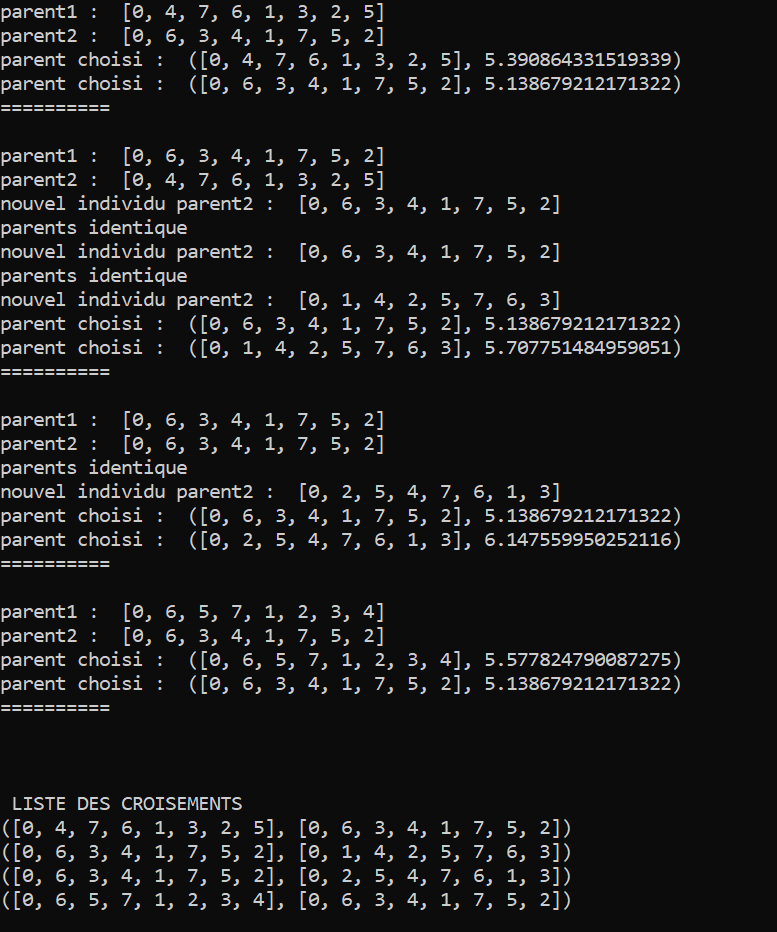 parent1 :  [0, 4, 7, 6, 1, 3, 2, 5]
parent2 :  [0, 6, 3, 4, 1, 7, 5, 2]
parent choisi :  ([0, 4, 7, 6, 1, 3, 2, 5], 5.390864331519339)
parent choisi :  ([0, 6, 3, 4, 1, 7, 5, 2], 5.138679212171322)
==========
parent1 :  [0, 6, 3, 4, 1, 7, 5, 2]
parent2 :  [0, 4, 7, 6, 1, 3, 2, 5]
nouvel individu parent2 :  [0, 6, 3, 4, 1, 7, 5, 2]
parents identique
nouvel individu parent2 :  [0, 6, 3, 4, 1, 7, 5, 2]
parents identique
nouvel individu parent2 :  [0, 1, 4, 2, 5, 7, 6, 3]
parent choisi :  ([0, 6, 3, 4, 1, 7, 5, 2], 5.138679212171322)
parent choisi :  ([0, 1, 4, 2, 5, 7, 6, 3], 5.707751484959051)
==========
parent1 :  [0, 6, 3, 4, 1, 7, 5, 2]
parent2 :  [0, 6, 3, 4, 1, 7, 5, 2]
parents identique
nouvel individu parent2 :  [0, 2, 5, 4, 7, 6, 1, 3]
parent choisi :  ([0, 6, 3, 4, 1, 7, 5, 2], 5.138679212171322)
parent choisi :  ([0, 2, 5, 4, 7, 6, 1, 3], 6.147559950252116)
==========
parent1 :  [0, 6, 5, 7, 1, 2, 3, 4]
parent2 :  [0, 6, 3, 4, 1, 7, 5, 2]
parent choisi :  ([0, 6, 5, 7, 1, 2, 3, 4], 5.577824790087275)
parent choisi :  ([0, 6, 3, 4, 1, 7, 5, 2], 5.138679212171322)
==========
LISTE DES CROISEMENTS
([0, 4, 7, 6, 1, 3, 2, 5], [0, 6, 3, 4, 1, 7, 5, 2])
([0, 6, 3, 4, 1, 7, 5, 2], [0, 1, 4, 2, 5, 7, 6, 3])
([0, 6, 3, 4, 1, 7, 5, 2], [0, 2, 5, 4, 7, 6, 1, 3])
([0, 6, 5, 7, 1, 2, 3, 4], [0, 6, 3, 4, 1, 7, 5, 2])